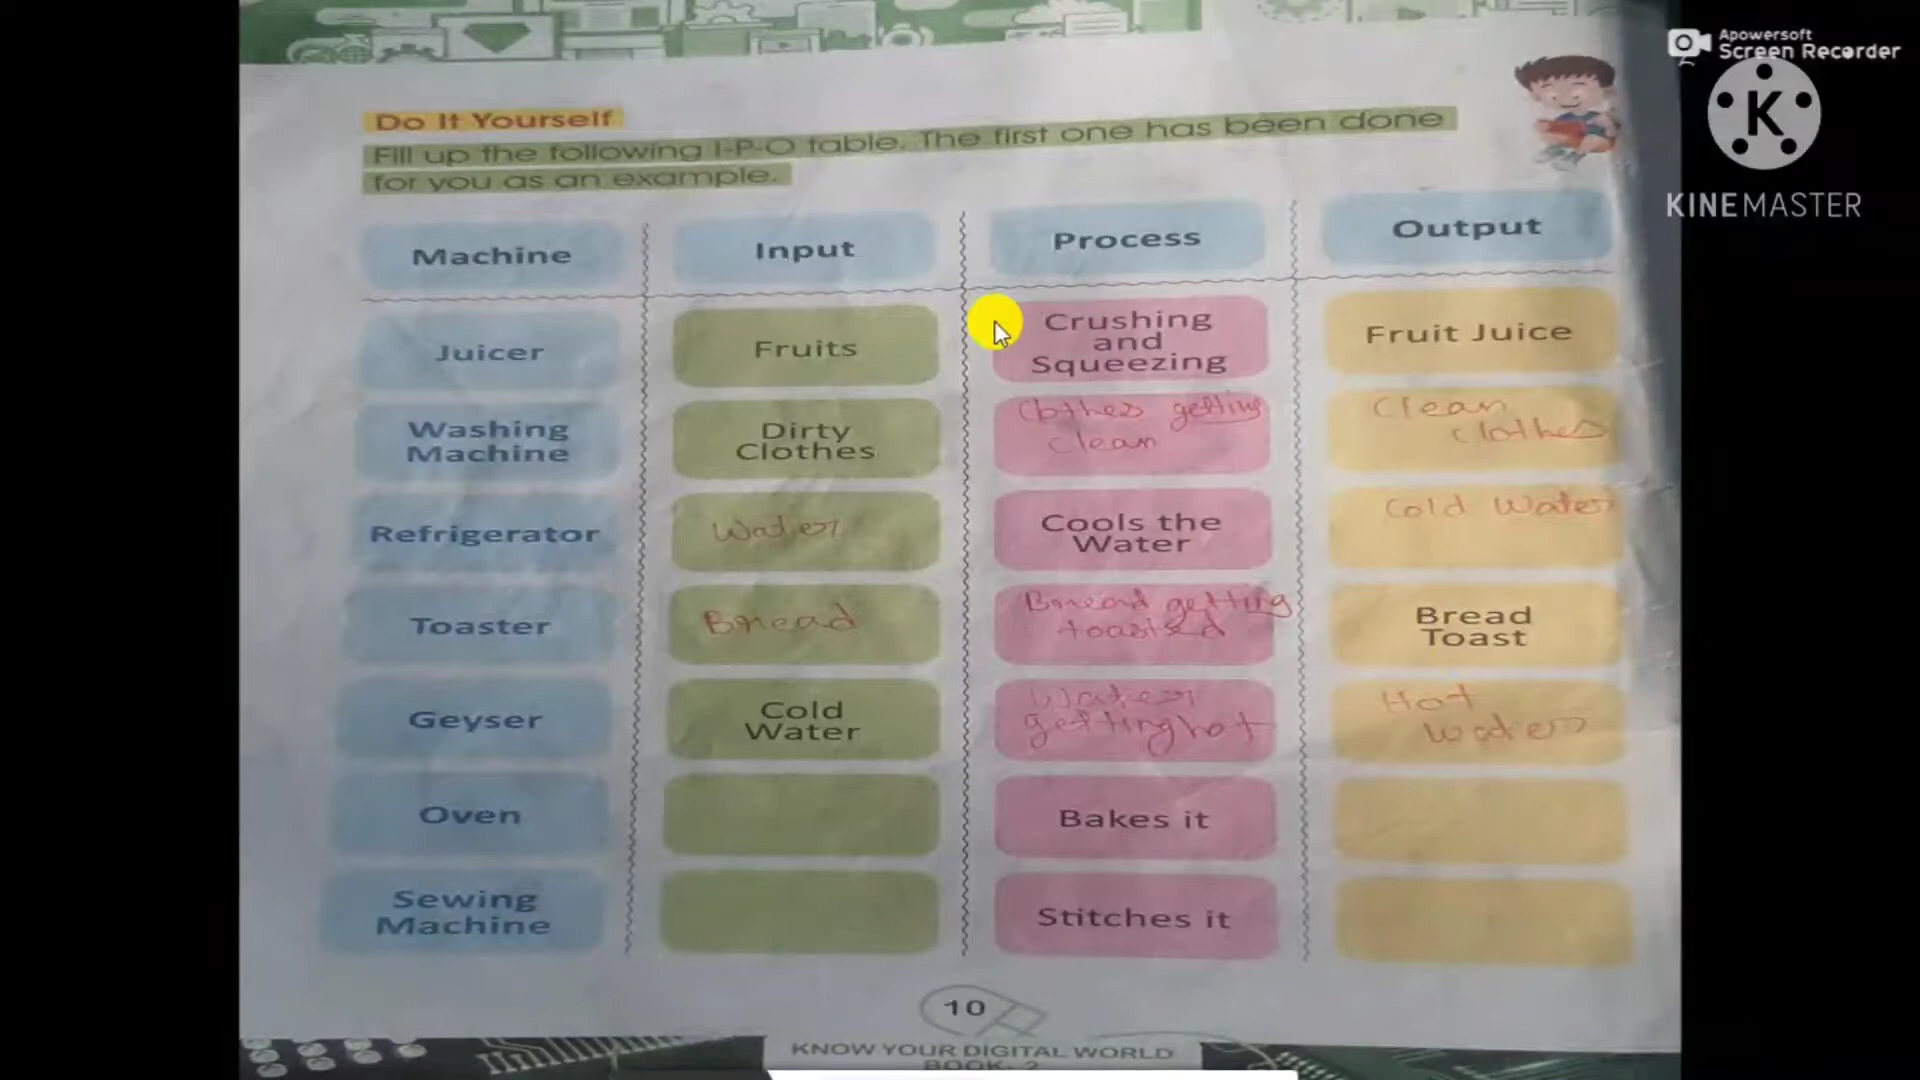 Apowersoft
Screen Recorder
K
KINEMASTER
Do It Yourself
Fill up the following I-P-O table. The first one has been done
for you as an example.
Machine Input Process Output
Juicer Fruits Crushing and Squeezing Fruit Juice
Washing Machine Dirty Clothes Clothes getting clean Clean clothes
Refrigerator Water Cools the Water Cold Water
Toaster Bread Bread getting toasted Bread Toast
Geyser Cold Water Water getting hot Hot water
Oven Bakes it
Sewing Machine Stitches it
10
KNOW YOUR DIGITAL WORLD
BOOK- 2